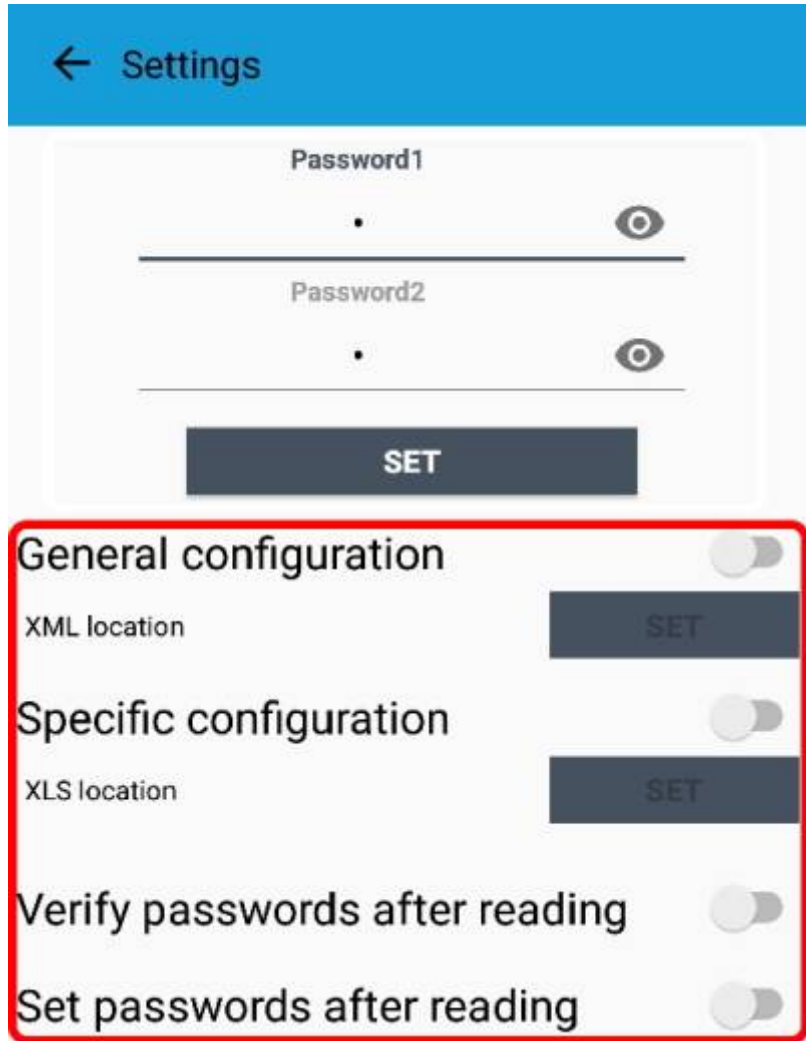 Settings
Password1
•
Password2
•
SET
General configuration
XML location
SET
Specific configuration
XLS location
SET
Verify passwords after reading
Set passwords after reading